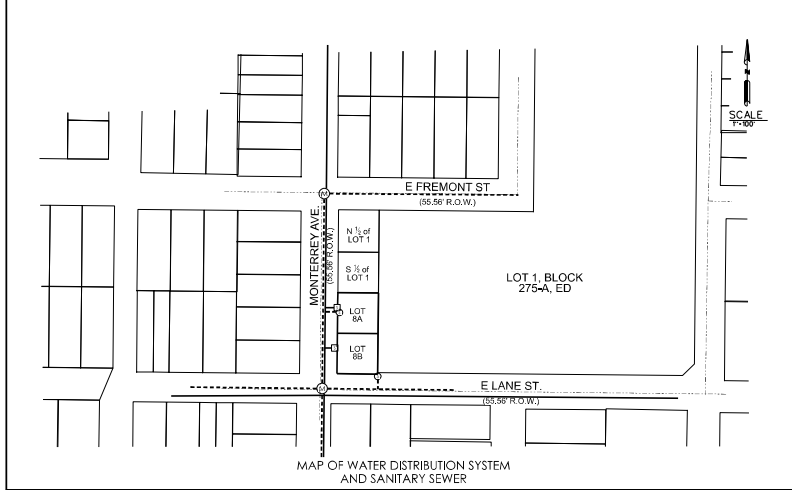 SCALE
1"=100'
E FREMONT ST
(55.56' R.O.W.)
M
MONTERREY AVE.
(55.56' R.O.W.)
N ½ of
LOT 1
S ½ of
LOT 1
LOT 1, BLOCK
275-A, ED
LOT
8A
LOT
8B
M
E LANE ST.
(55.56' R.O.W.)
MAP OF WATER DISTRIBUTION SYSTEM
AND SANITARY SEWER